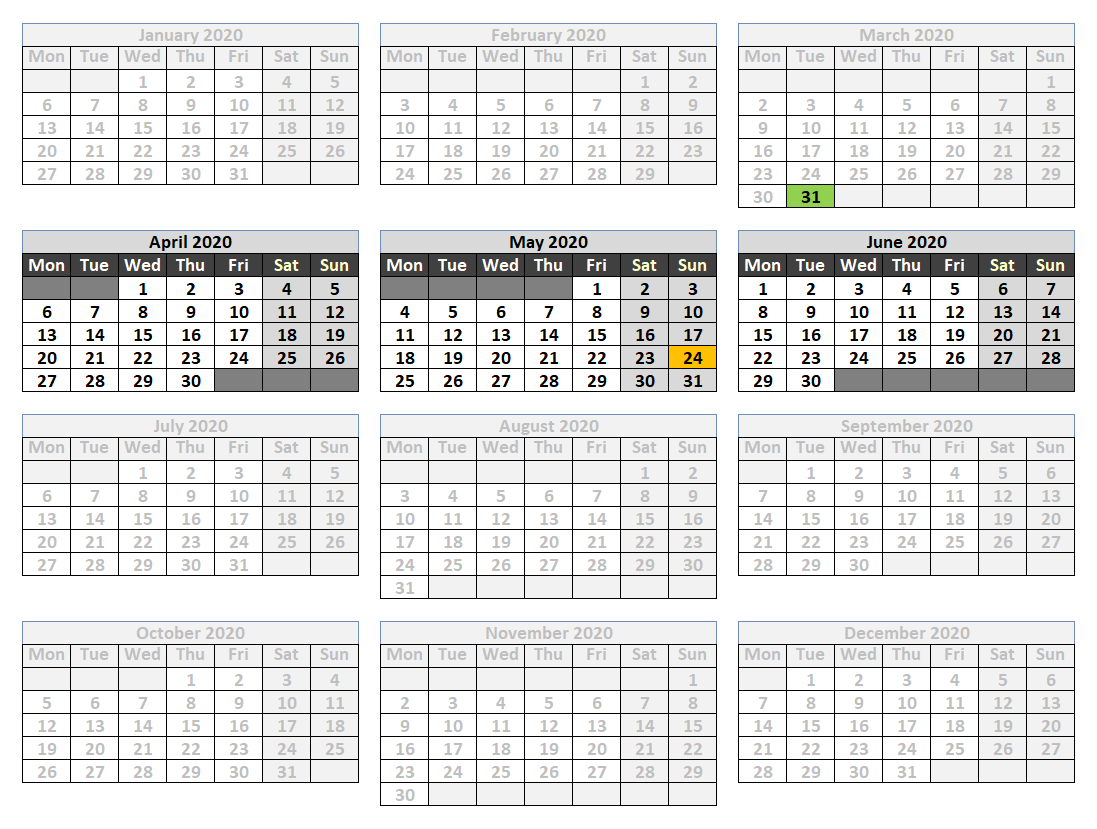 January 2020 February 2020 March 2020
Mon Tue Wed Thu Fri Sat Sun Mon Tue Wed Thu Fri Sat Sun Mon Tue Wed Thu Fri Sat Sun
1 2 3 4 5 1 2 1
6 7 8 9 10 11 12 3 4 5 6 7 8 9 2 3 4 5 6 7 8
13 14 15 16 17 18 19 10 11 12 13 14 15 16 9 10 11 12 13 14 15
20 21 22 23 24 25 26 17 18 19 20 21 22 23 16 17 18 19 20 21 22
27 28 29 30 31 24 25 26 27 28 29 23 24 25 26 27 28 29
30 31
April 2020 May 2020 June 2020
Mon Tue Wed Thu Fri Sat Sun Mon Tue Wed Thu Fri Sat Sun Mon Tue Wed Thu Fri Sat Sun
1 2 3 4 5 1 2 3 1 2 3 4 5 6 7
6 7 8 9 10 11 12 4 5 6 7 8 9 10 8 9 10 11 12 13 14
13 14 15 16 17 18 19 11 12 13 14 15 16 17 15 16 17 18 19 20 21
20 21 22 23 24 25 26 18 19 20 21 22 23 24 22 23 24 25 26 27 28
27 28 29 30 25 26 27 28 29 30 31 29 30
July 2020 August 2020 September 2020
Mon Tue Wed Thu Fri Sat Sun Mon Tue Wed Thu Fri Sat Sun Mon Tue Wed Thu Fri Sat Sun
1 2 3 4 5 1 2 1 2 3 4 5 6
6 7 8 9 10 11 12 3 4 5 6 7 8 9 7 8 9 10 11 12 13
13 14 15 16 17 18 19 10 11 12 13 14 15 16 14 15 16 17 18 19 20
20 21 22 23 24 25 26 17 18 19 20 21 22 23 21 22 23 24 25 26 27
27 28 29 30 31 24 25 26 27 28 29 30 28 29 30
31
October 2020 November 2020 December 2020
Mon Tue Wed Thu Fri Sat Sun Mon Tue Wed Thu Fri Sat Sun Mon Tue Wed Thu Fri Sat Sun
1 2 3 4 1 1 2 3 4 5 6
5 6 7 8 9 10 11 2 3 4 5 6 7 8 7 8 9 10 11 12 13
12 13 14 15 16 17 18 9 10 11 12 13 14 15 14 15 16 17 18 19 20
19 20 21 22 23 24 25 16 17 18 19 20 21 22 21 22 23 24 25 26 27
26 27 28 29 30 31 23 24 25 26 27 28 29 28 29 30 31
30